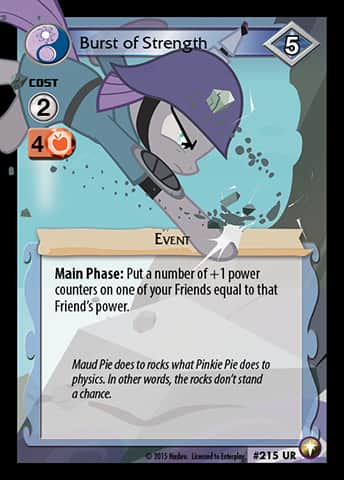 Burst of Strength
5
COST
2
4
EVENT
Main Phase: Put a number of +1 power
counters on one of your Friends equal to that
Friend's power.
Maud Pie does to rocks what Pinkie Pie does to
physics. In other words, the rocks don't stand
a chance.
© 2015 Hasbro. Licensed to Enterplay.
#215 UR